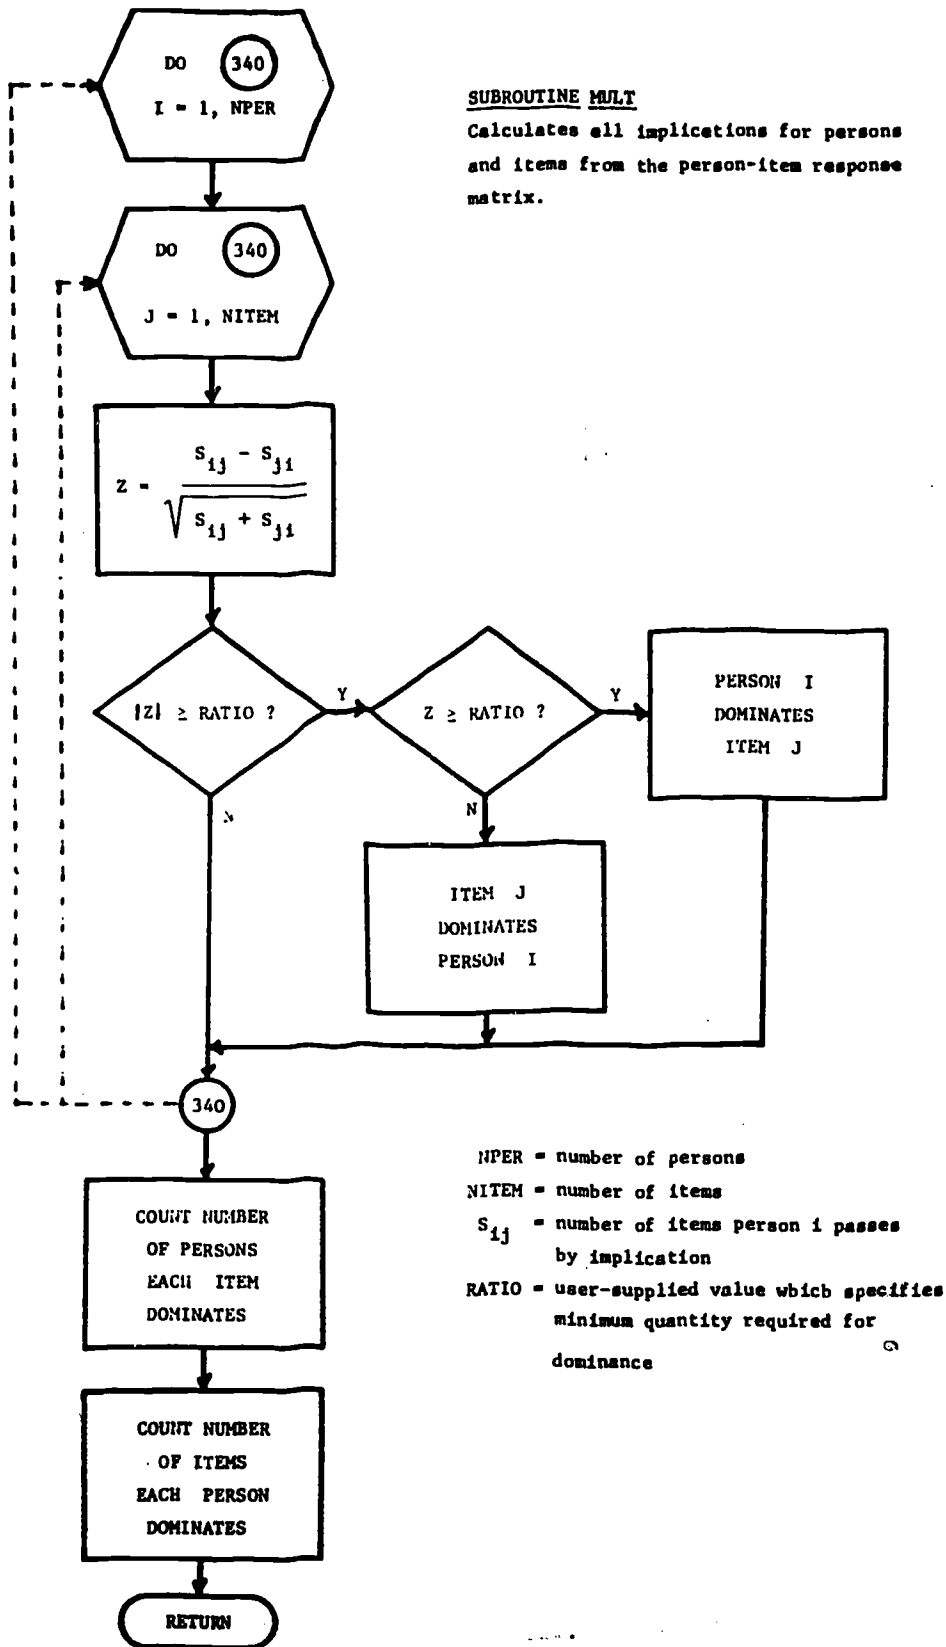 DO 340
I = 1, NPER
SUBROUTINE MULT
Calculates all implications for persons
and items from the person-item response
matrix.
DO 340
J = 1, NITEM
Z = S_ij - S_ji
√ S_ij + S_ji
|Z| ≥ RATIO ?
Y
Z ≥ RATIO ?
Y
PERSON I
DOMINATES
ITEM J
N
N
ITEM J
DOMINATES
PERSON I
340
NPER = number of persons
NITEM = number of items
S_ij = number of items person i passes
by implication
RATIO = user-supplied value which specifies
minimum quantity required for
dominance
COUNT NUMBER
OF PERSONS
EACH ITEM
DOMINATES
COUNT NUMBER
OF ITEMS
EACH PERSON
DOMINATES
RETURN